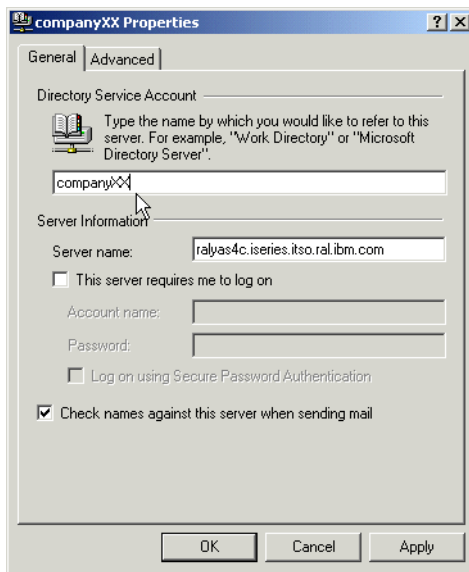 companyXX Properties
General
Advanced
Directory Service Account
Type the name by which you would like to refer to this
server. For example, "Work Directory" or "Microsoft
Directory Server".
companyXX
Server Information
Server name:
ralyas4c.iseries.itso.ral.ibm.com
This server requires me to log on
Account name:
Password:
Log on using Secure Password Authentication
Check names against this server when sending mail
OK
Cancel
Apply